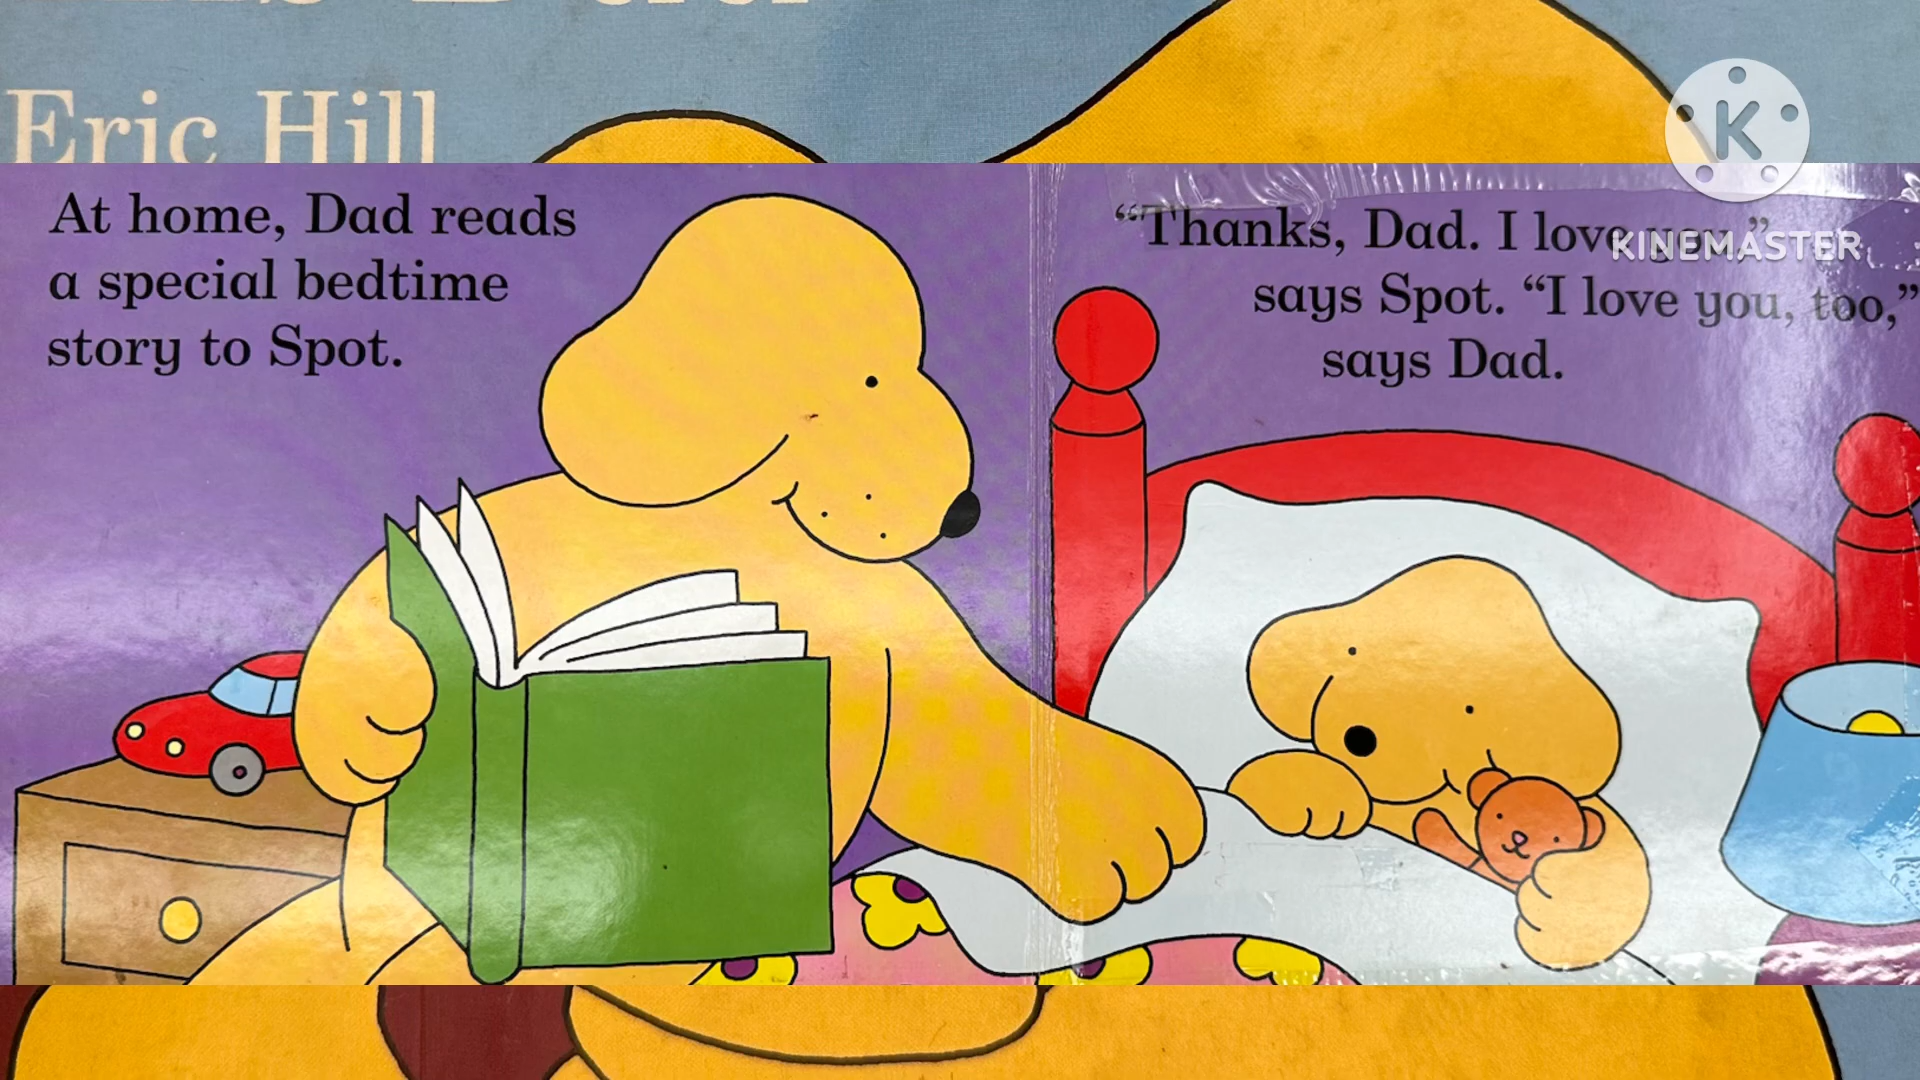 Eric Hill
At home, Dad reads
a special bedtime
story to Spot.
“Thanks, Dad. I love you,”
says Spot. “I love you, too,”
says Dad.
K
KINEMASTER